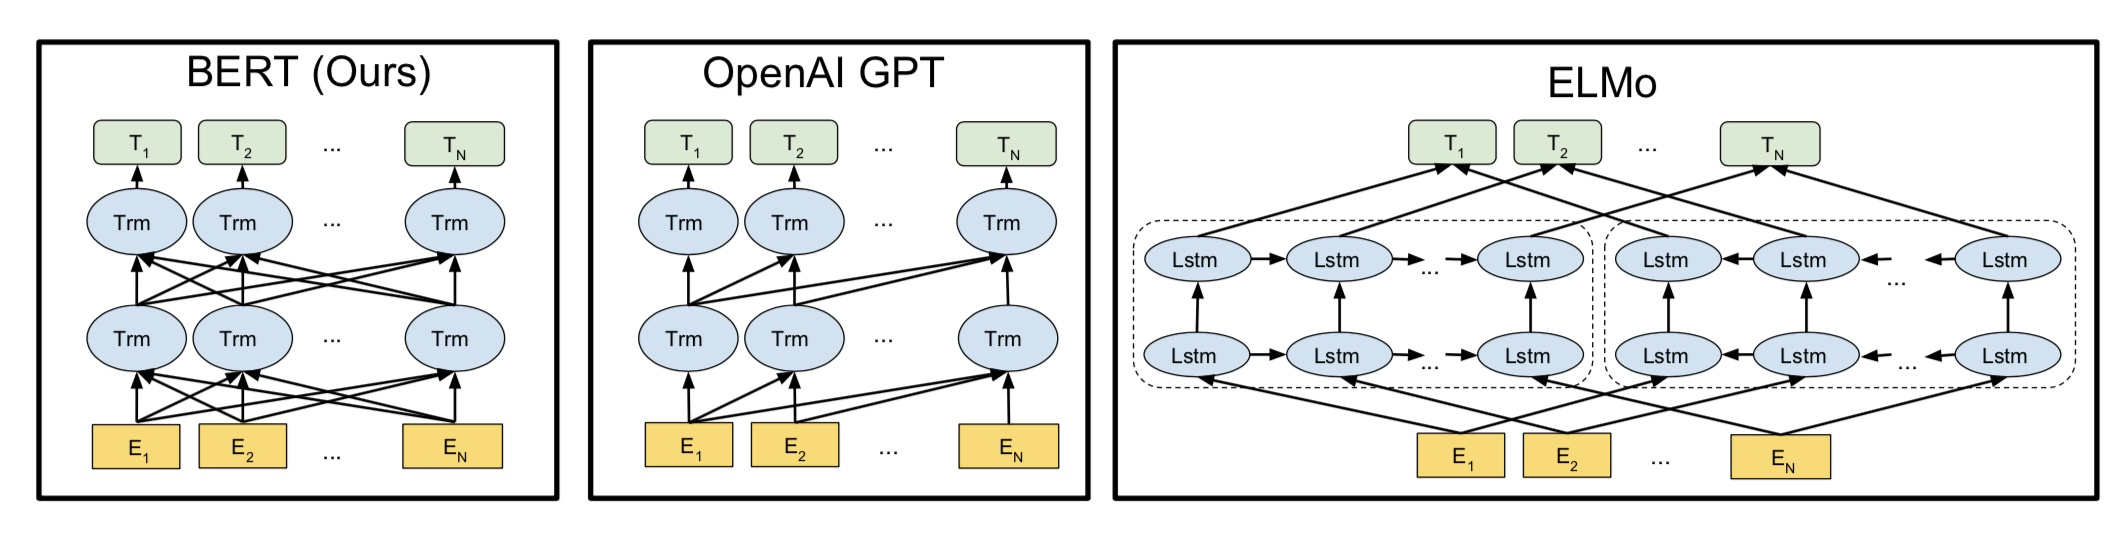 BERT (Ours)
T1 T2 ... TN
Trm Trm ... Trm
Trm Trm ... Trm
E1 E2 ... EN
OpenAI GPT
T1 T2 ... TN
Trm Trm ... Trm
Trm Trm ... Trm
E1 E2 ... EN
ELMo
T1 T2 ... TN
Lstm Lstm ... Lstm Lstm Lstm ... Lstm
Lstm Lstm ... Lstm Lstm Lstm ... Lstm
E1 E2 ... EN